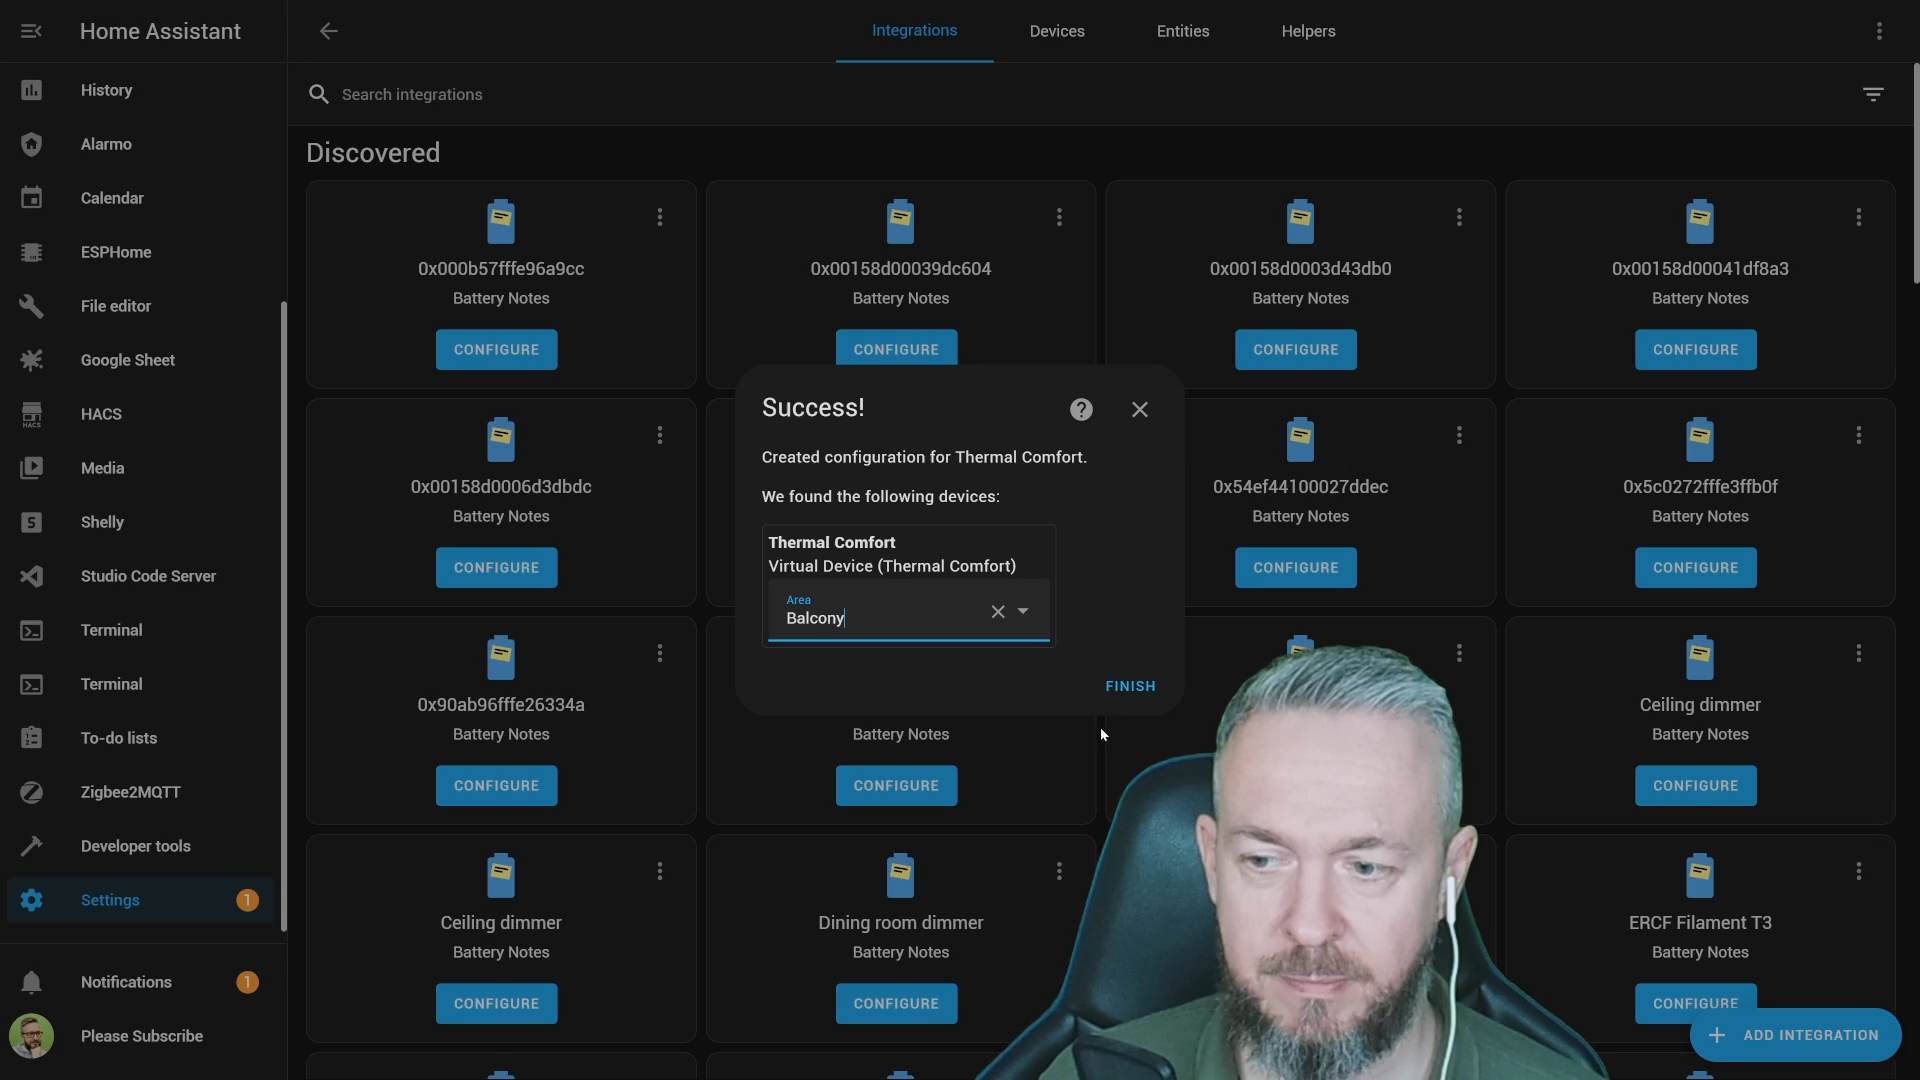 Home Assistant
Integrations
Devices
Entities
Helpers
Search integrations
History
Alarmo
Calendar
ESPHome
File editor
Google Sheet
HACS
HACS
Media
Shelly
S
Studio Code Server
Terminal
Terminal
To-do lists
Zigbee2MQTT
Developer tools
Settings
1
Notifications
1
Please Subscribe
Discovered
0x000b57fffe96a9cc
Battery Notes
CONFIGURE
0x00158d00039dc604
Battery Notes
CONFIGURE
0x00158d0003d43db0
Battery Notes
CONFIGURE
0x00158d00041df8a3
Battery Notes
CONFIGURE
0x00158d0006d3dbdc
Battery Notes
CONFIGURE
Success!
Created configuration for Thermal Comfort.
We found the following devices:
Thermal Comfort
Virtual Device (Thermal Comfort)
Area
Balcony
FINISH
0x54ef44100027ddec
Battery Notes
CONFIGURE
0x5c0272fffe3ffb0f
Battery Notes
CONFIGURE
0x90ab96fffe26334a
Battery Notes
CONFIGURE
Battery Notes
CONFIGURE
Ceiling dimmer
Battery Notes
CONFIGURE
Ceiling dimmer
Battery Notes
CONFIGURE
Dining room dimmer
Battery Notes
CONFIGURE
ERCF Filament T3
Battery Notes
CONFIGURE
ADD INTEGRATION